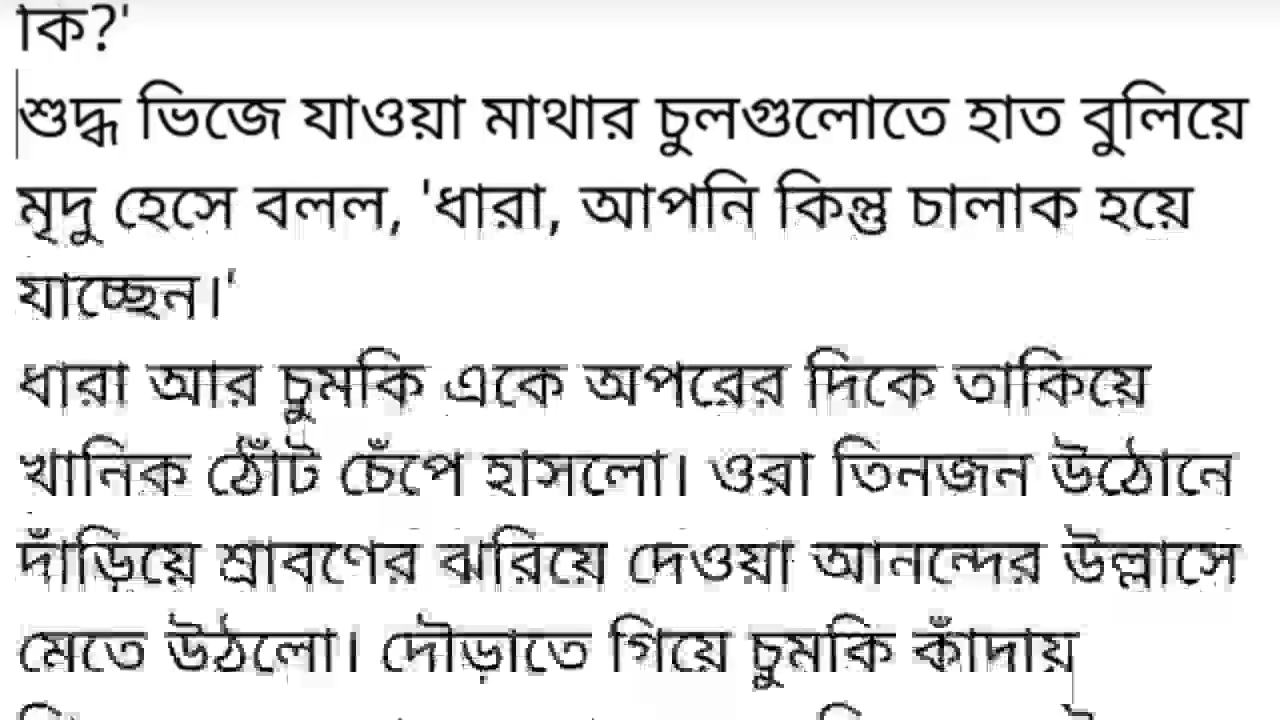 কি?'
শুদ্ধ ভিজে যাওয়া মাথার চুলগুলোতে হাত বুলিয়ে
মৃদু হেসে বলল, 'ধারা, আপনি কিন্তু চালাক হয়ে
যাচ্ছেন।'
ধারা আর চুমকি একে অপরের দিকে তাকিয়ে
খানিক ঠোঁট চেঁপে হাসলো। ওরা তিনজন উঠোনে
দাঁড়িয়ে শ্রাবণের ঝরিয়ে দেওয়া আনন্দের উল্লাসে
মেতে উঠলো। দৌড়াতে গিয়ে চুমকি কাঁদায়